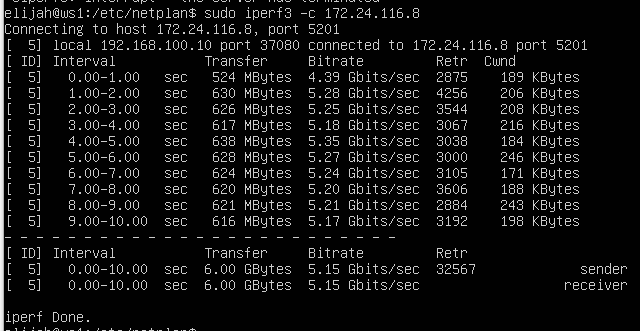 elijah@ws1:/etc/netplan$ sudo iperf3 -c 172.24.116.8
Connecting to host 172.24.116.8, port 5201
[  5] local 192.168.100.10 port 37080 connected to 172.24.116.8 port 5201
[ ID] Interval           Transfer     Bitrate         Retr  Cwnd
[  5]   0.00-1.00   sec   524 MBytes  4.39 Gbits/sec  2875    189 KBytes
[  5]   1.00-2.00   sec   630 MBytes  5.28 Gbits/sec  4256    206 KBytes
[  5]   2.00-3.00   sec   626 MBytes  5.25 Gbits/sec  3544    208 KBytes
[  5]   3.00-4.00   sec   617 MBytes  5.18 Gbits/sec  3067    216 KBytes
[  5]   4.00-5.00   sec   638 MBytes  5.35 Gbits/sec  3038    184 KBytes
[  5]   5.00-6.00   sec   628 MBytes  5.27 Gbits/sec  3000    246 KBytes
[  5]   6.00-7.00   sec   624 MBytes  5.24 Gbits/sec  3105    171 KBytes
[  5]   7.00-8.00   sec   620 MBytes  5.20 Gbits/sec  3606    188 KBytes
[  5]   8.00-9.00   sec   621 MBytes  5.21 Gbits/sec  2884    243 KBytes
[  5]   9.00-10.00  sec   616 MBytes  5.17 Gbits/sec  3192    198 KBytes
- - - - - - - - - - - - - - - - - - - - - - - - -
[ ID] Interval           Transfer     Bitrate         Retr
[  5]   0.00-10.00  sec  6.00 GBytes  5.15 Gbits/sec  32567             sender
[  5]   0.00-10.00  sec  6.00 GBytes  5.15 Gbits/sec                  receiver
iperf Done.